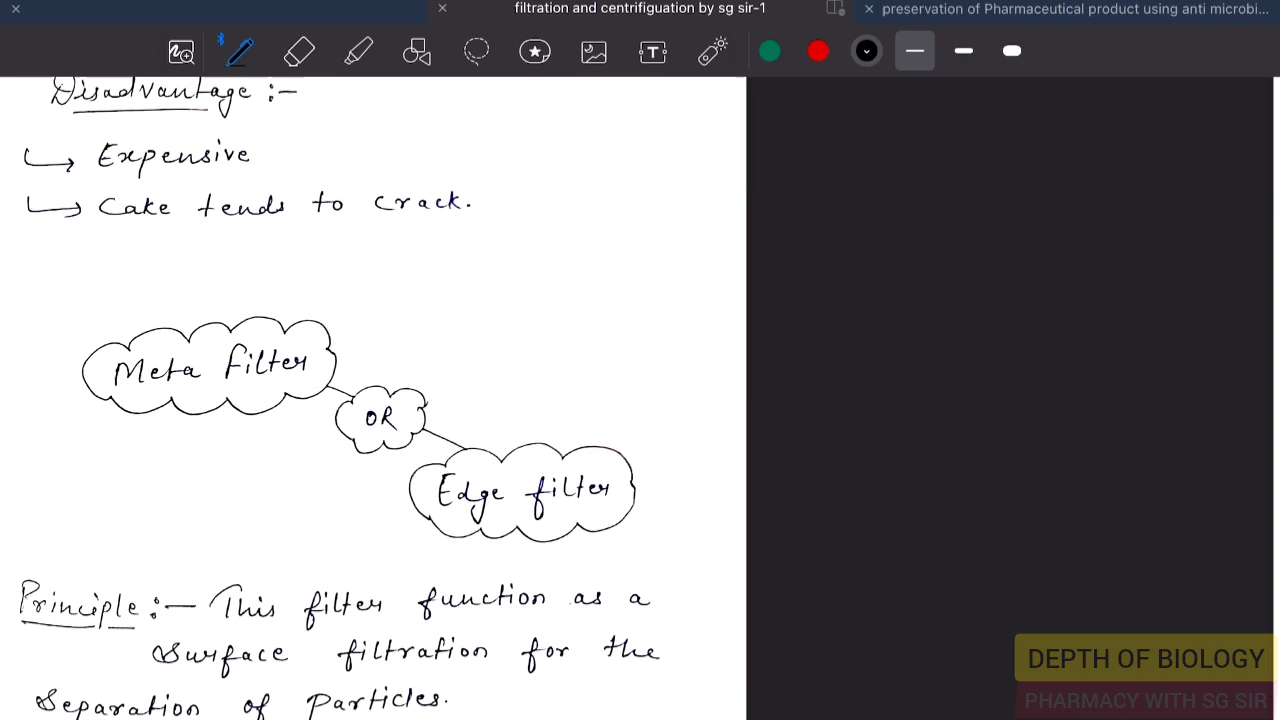 filtration and centrifiguation by sg sir-1
preservation of Pharmaceutical product using anti microbi...
Disadvantage :-
Expensive
Cake tends to crack.
Meta filter
OR
Edge filter
Principle :- This filter function as a
surface filtration for the
separation of particles.
DEPTH OF BIOLOGY
PHARMACY WITH SG SIR